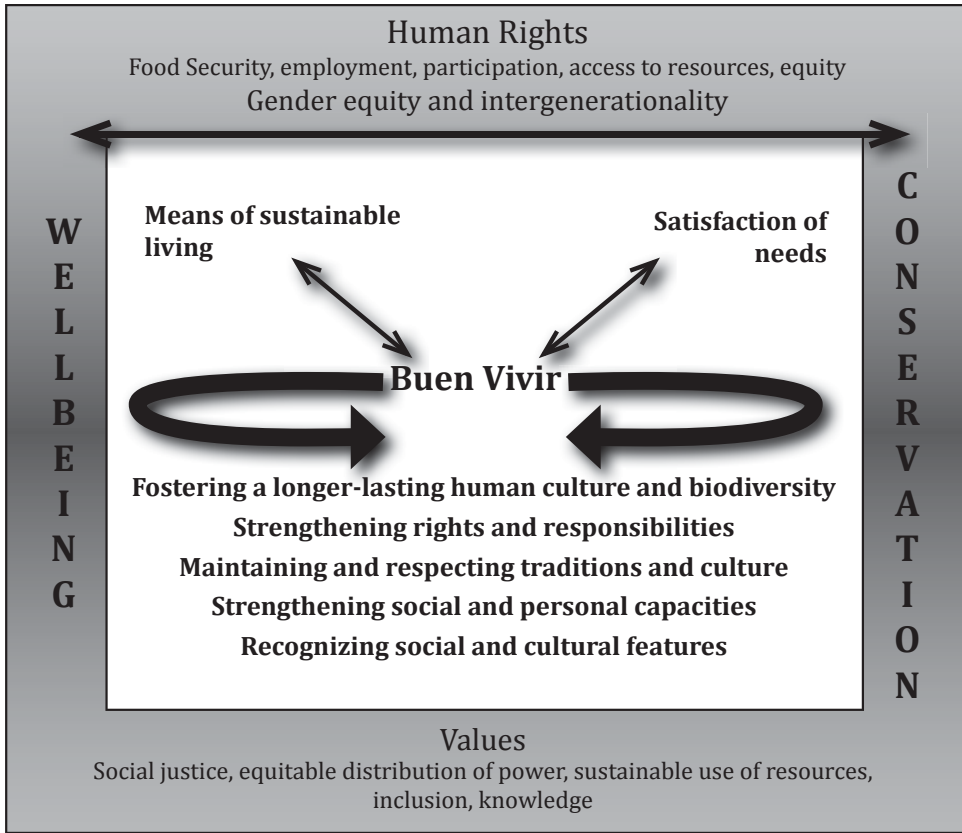 Human Rights
Food Security, employment, participation, access to resources, equity
Gender equity and intergenerationality
WELLBEING
CONSERVATION
Means of sustainable
living
Satisfaction of
needs
Buen Vivir
Fostering a longer-lasting human culture and biodiversity
Strengthening rights and responsibilities
Maintaining and respecting traditions and culture
Strengthening social and personal capacities
Recognizing social and cultural features
Values
Social justice, equitable distribution of power, sustainable use of resources,
inclusion, knowledge